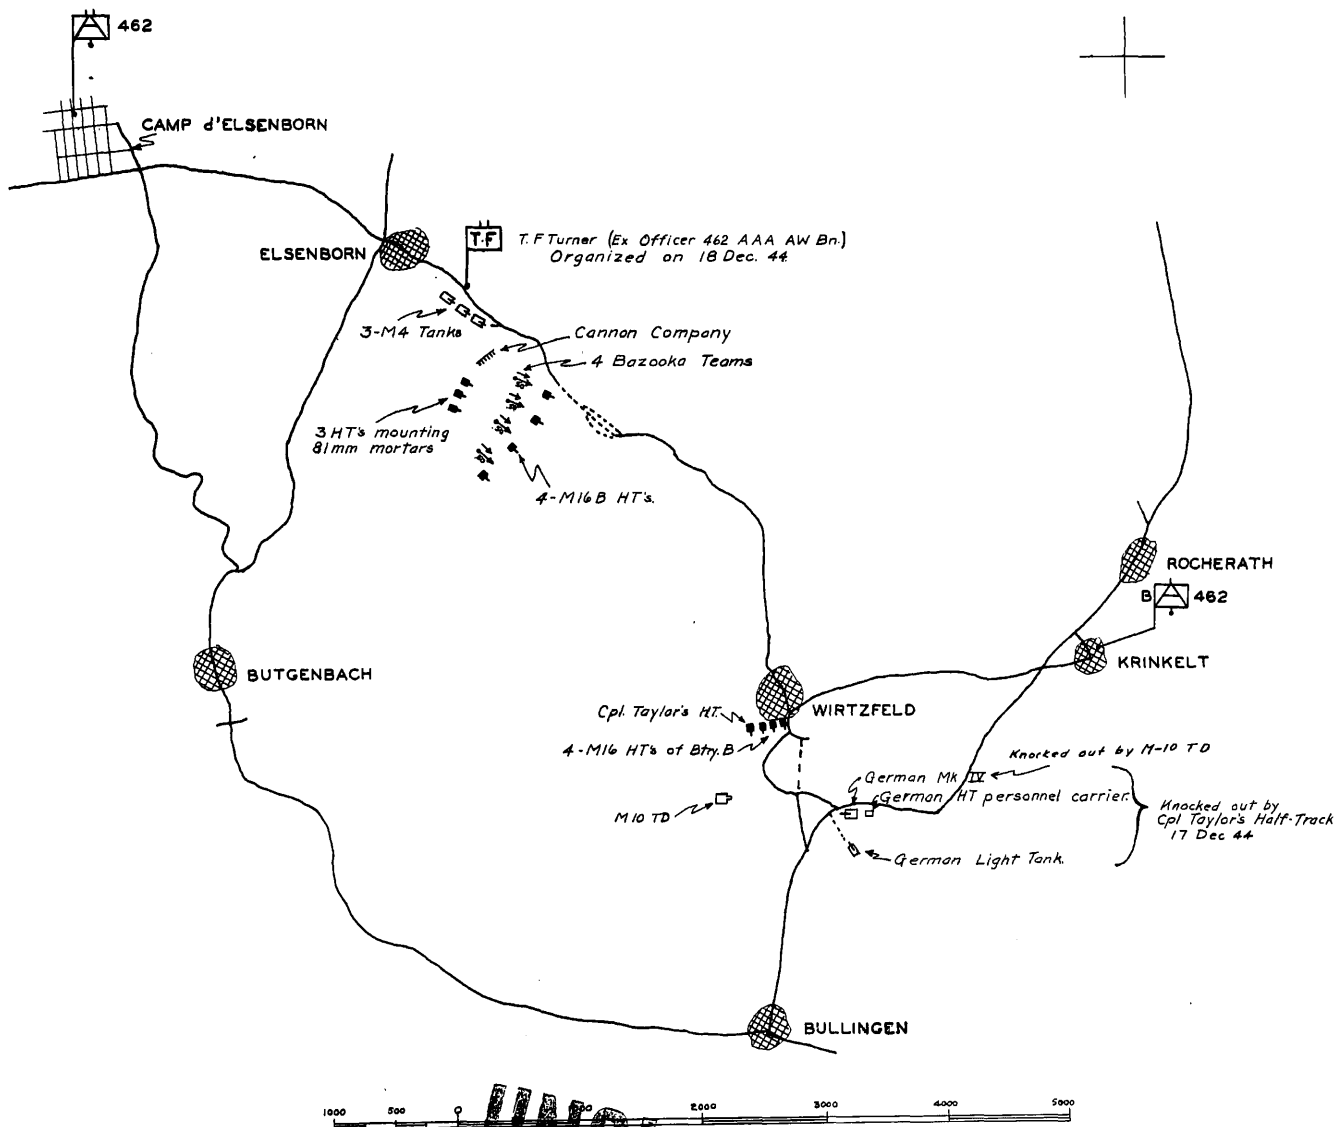 462
CAMP d'ELSENBORN
ELSENBORN
T.F
T.F Turner (Ex Officer 462 AAA AW Bn.)
Organized on 18 Dec. 44.
3-M4 Tanks
Cannon Company
4 Bazooka Teams
3 HT's mounting
81mm mortars
4-M16B HT's.
ROCHERATH
B 462
KRINKELT
BUTGENBACH
WIRTZFELD
Cpl. Taylor's H.T.
4-M16 HT's of Btry. B
Knocked out by M-10 TD
German Mk IV
German HT personnel carrier.
M10 TD
Knocked out by
Cpl Taylor's Half-Track
17 Dec 44
German Light Tank.
BULLINGEN
1000 500 0 2000 3000 4000 5000